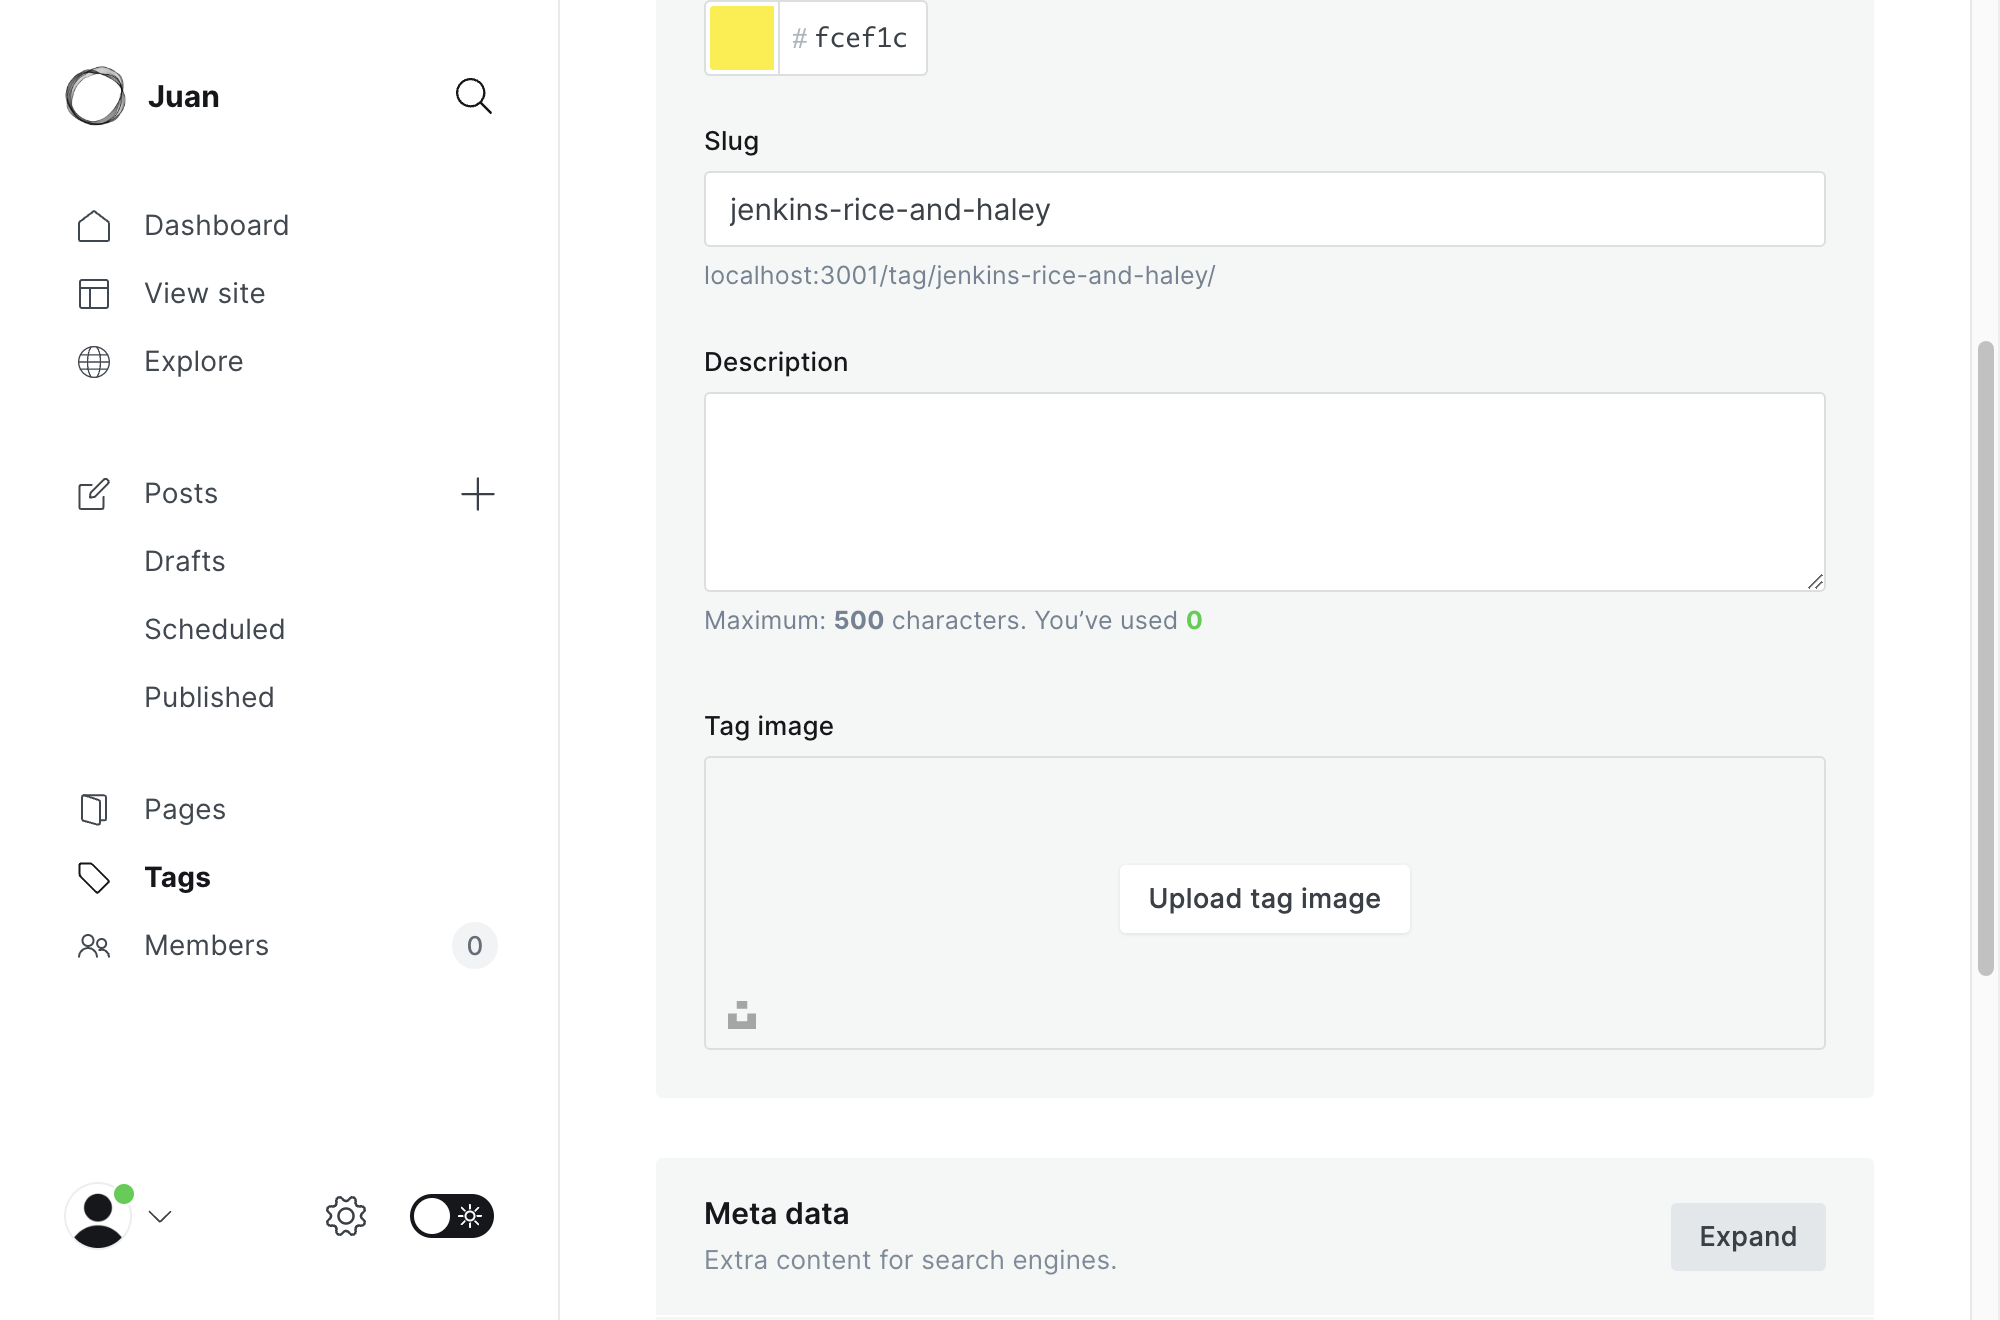 Juan
Dashboard
View site
Explore
Posts
Drafts
Scheduled
Published
Pages
Tags
Members
0
# fcef1c
Slug
jenkins-rice-and-haley
localhost:3001/tag/jenkins-rice-and-haley/
Description
Maximum: 500 characters. You’ve used 0
Tag image
Upload tag image
Meta data
Extra content for search engines.
Expand